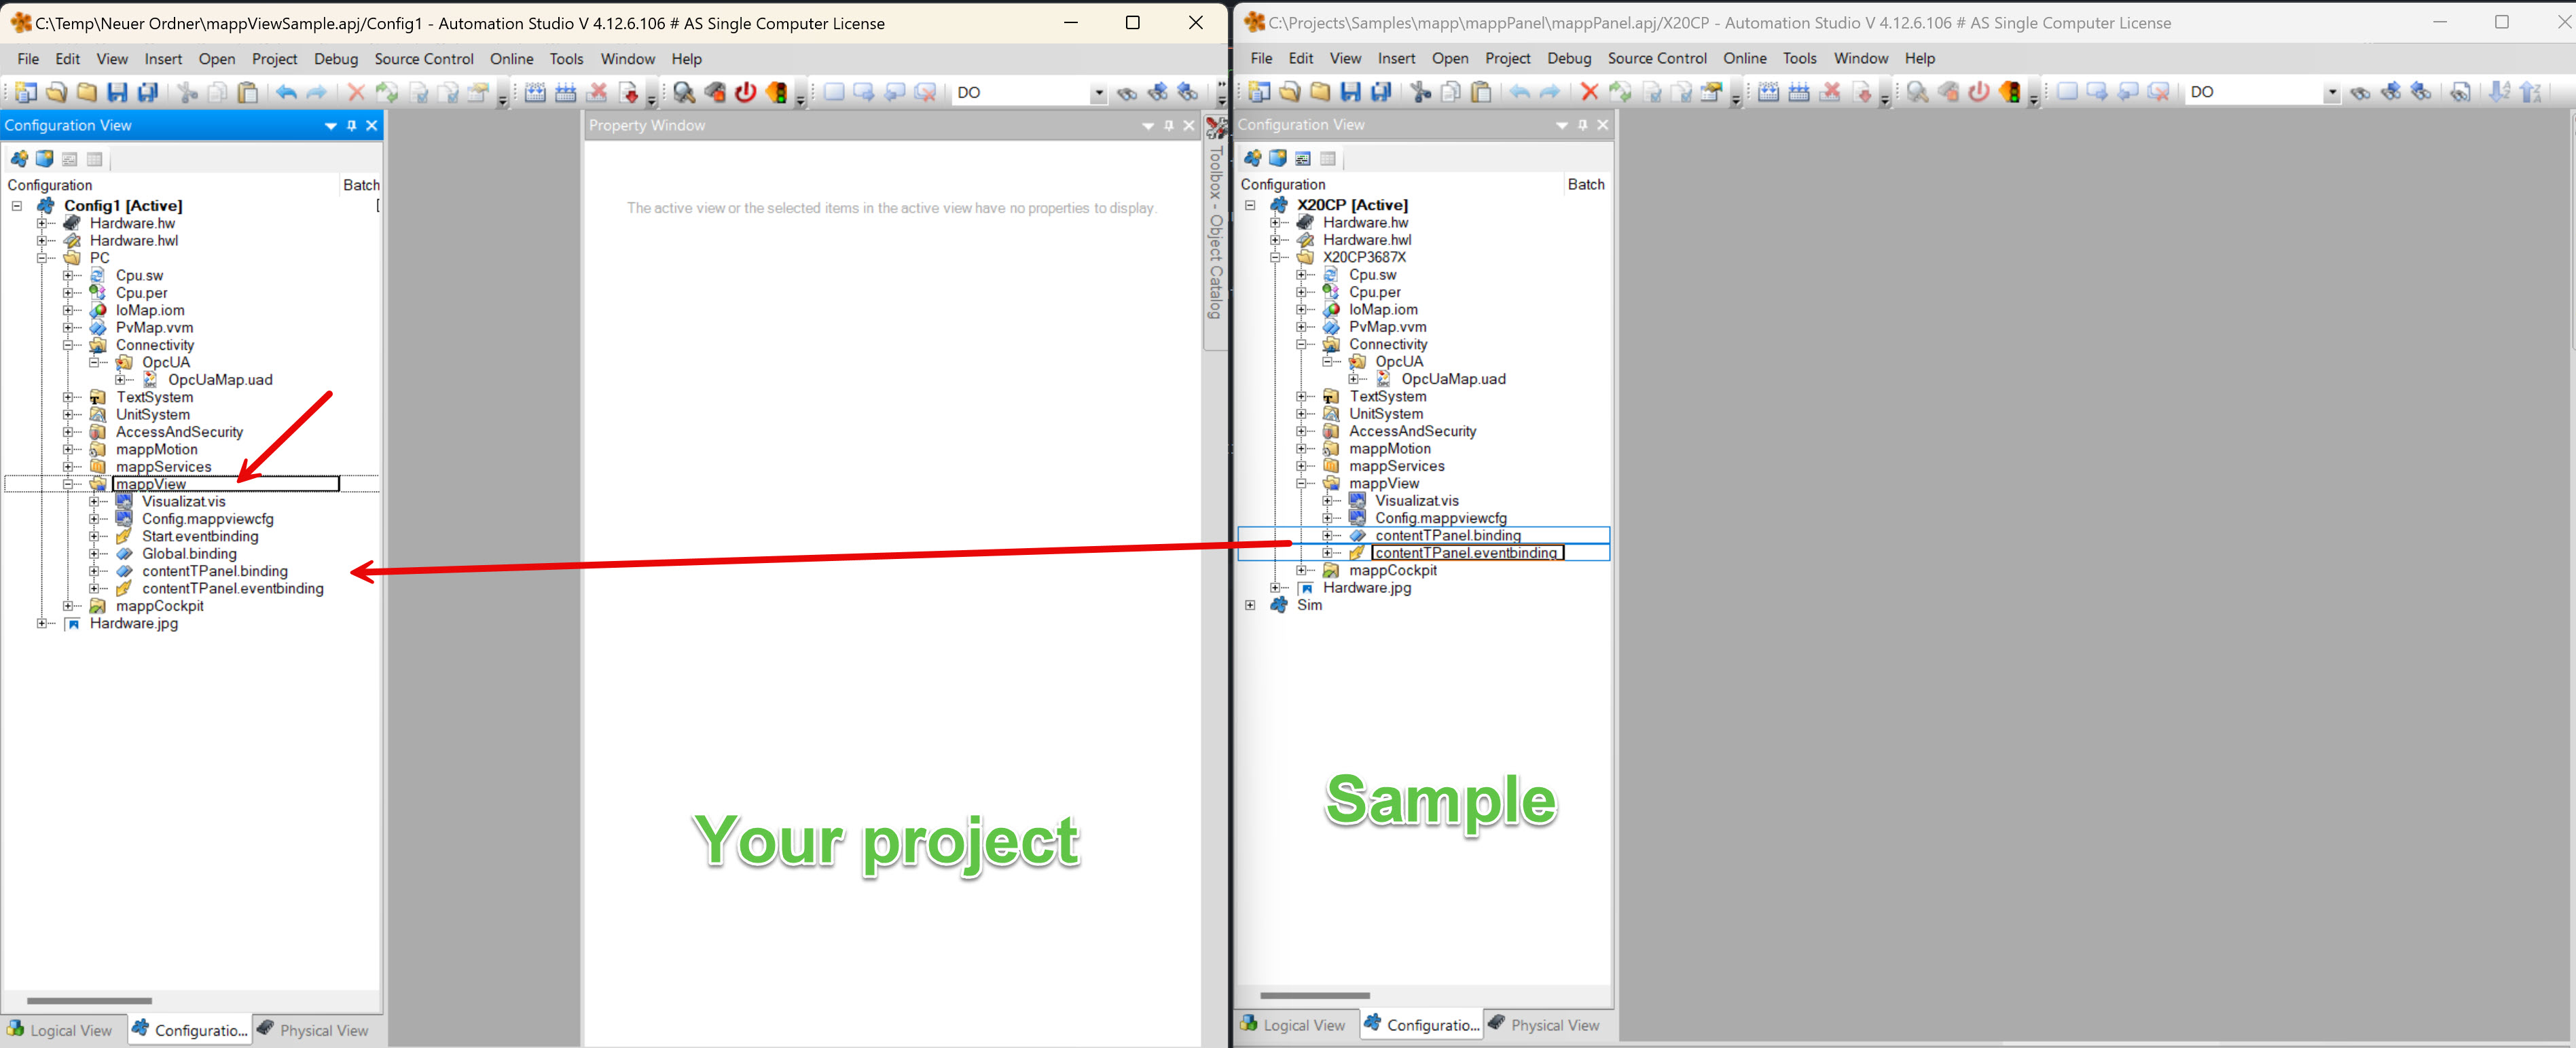 C:\Temp\Neuer Ordner\mappViewSample.apj/Config1 - Automation Studio V 4.12.6.106 # AS Single Computer License
File Edit View Insert Open Project Debug Source Control Online Tools Window Help
DO
Configuration View
Configuration Batch
Config1 [Active]
Hardware.hw
Hardware.hwl
PC
Cpu.sw
Cpu.per
IoMap.iom
PvMap.vvm
Connectivity
OpcUA
OpcUaMap.uad
TextSystem
UnitSystem
AccessAndSecurity
mappMotion
mappServices
mappView
Visualizat.vis
Config.mappviewcfg
Start.eventbinding
Global.binding
contentTPanel.binding
contentTPanel.eventbinding
mappCockpit
Hardware.jpg
Logical View Configuratio... Physical View
Property Window
The active view or the selected items in the active view have no properties to display.
Toolbox - Object Catalog
Your project
C:\Projects\Samples\mapp\mappPanel\mappPanel.apj/X20CP - Automation Studio V 4.12.6.106 # AS Single Computer License
File Edit View Insert Open Project Debug Source Control Online Tools Window Help
DO
Configuration View
Configuration Batch
X20CP [Active]
Hardware.hw
Hardware.hwl
X20CP3687X
Cpu.sw
Cpu.per
IoMap.iom
PvMap.vvm
Connectivity
OpcUA
OpcUaMap.uad
TextSystem
UnitSystem
AccessAndSecurity
mappMotion
mappServices
mappView
Visualizat.vis
Config.mappviewcfg
contentTPanel.binding
contentTPanel.eventbinding
mappCockpit
Hardware.jpg
Sim
Sample
Logical View Configuratio... Physical View